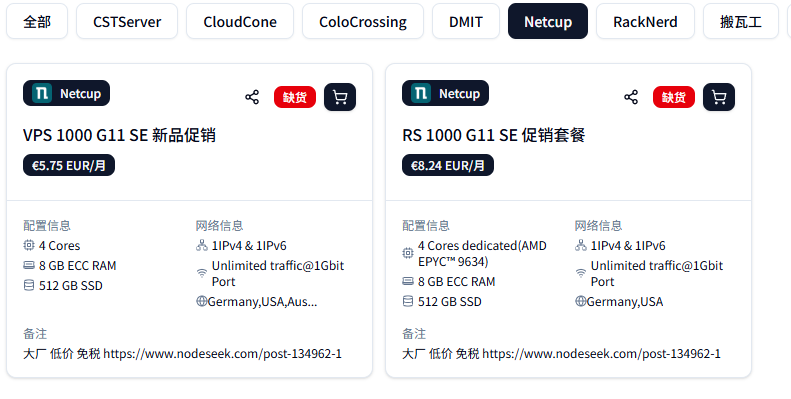 全部
CSTServer
CloudCone
ColoCrossing
DMIT
Netcup
RackNerd
搬瓦工
Netcup
缺货
VPS 1000 G11 SE 新品促销
€5.75 EUR/月
配置信息
4 Cores
8 GB ECC RAM
512 GB SSD
网络信息
1IPv4 & 1IPv6
Unlimited traffic@1Gbit
Port
Germany,USA,Aus...
备注
大厂 低价 免税 https://www.nodeseek.com/post-134962-1
Netcup
缺货
RS 1000 G11 SE 促销套餐
€8.24 EUR/月
配置信息
4 Cores dedicated(AMD
EPYC™ 9634)
8 GB ECC RAM
512 GB SSD
网络信息
1IPv4 & 1IPv6
Unlimited traffic@1Gbit
Port
Germany,USA
备注
大厂 低价 免税 https://www.nodeseek.com/post-134962-1